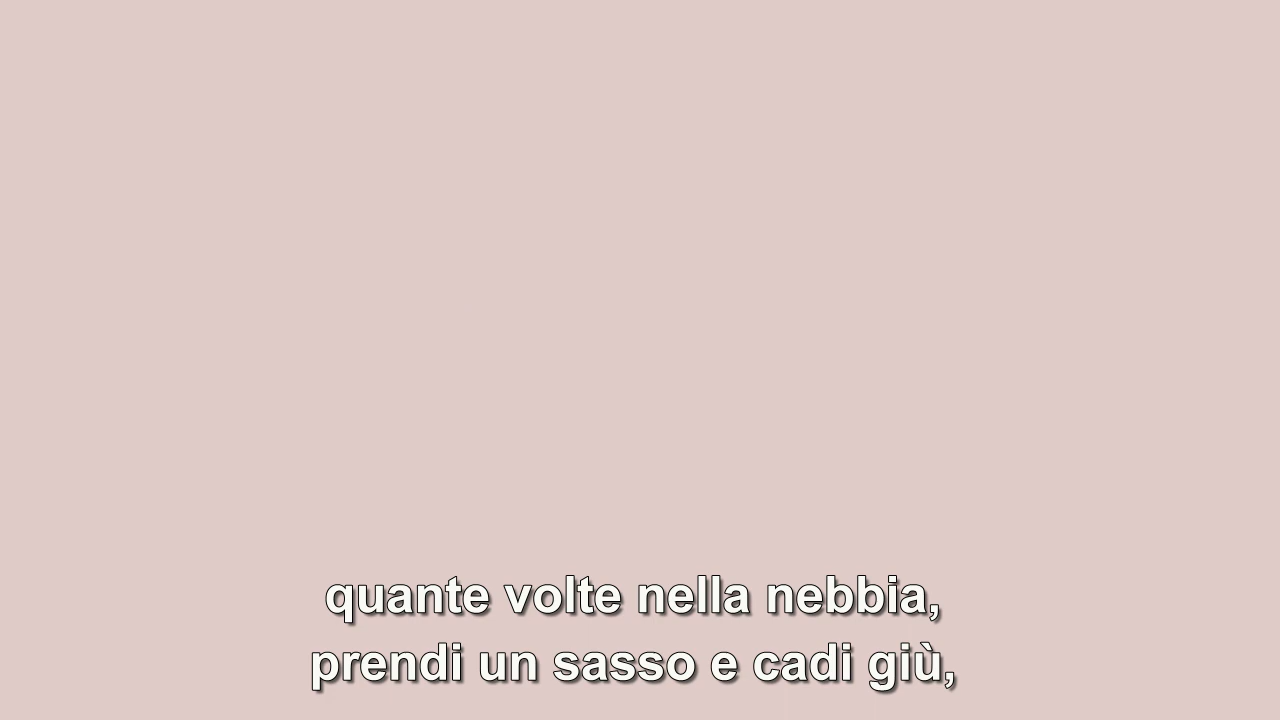 quante volte nella nebbia,
prendi un sasso e cadi giù,